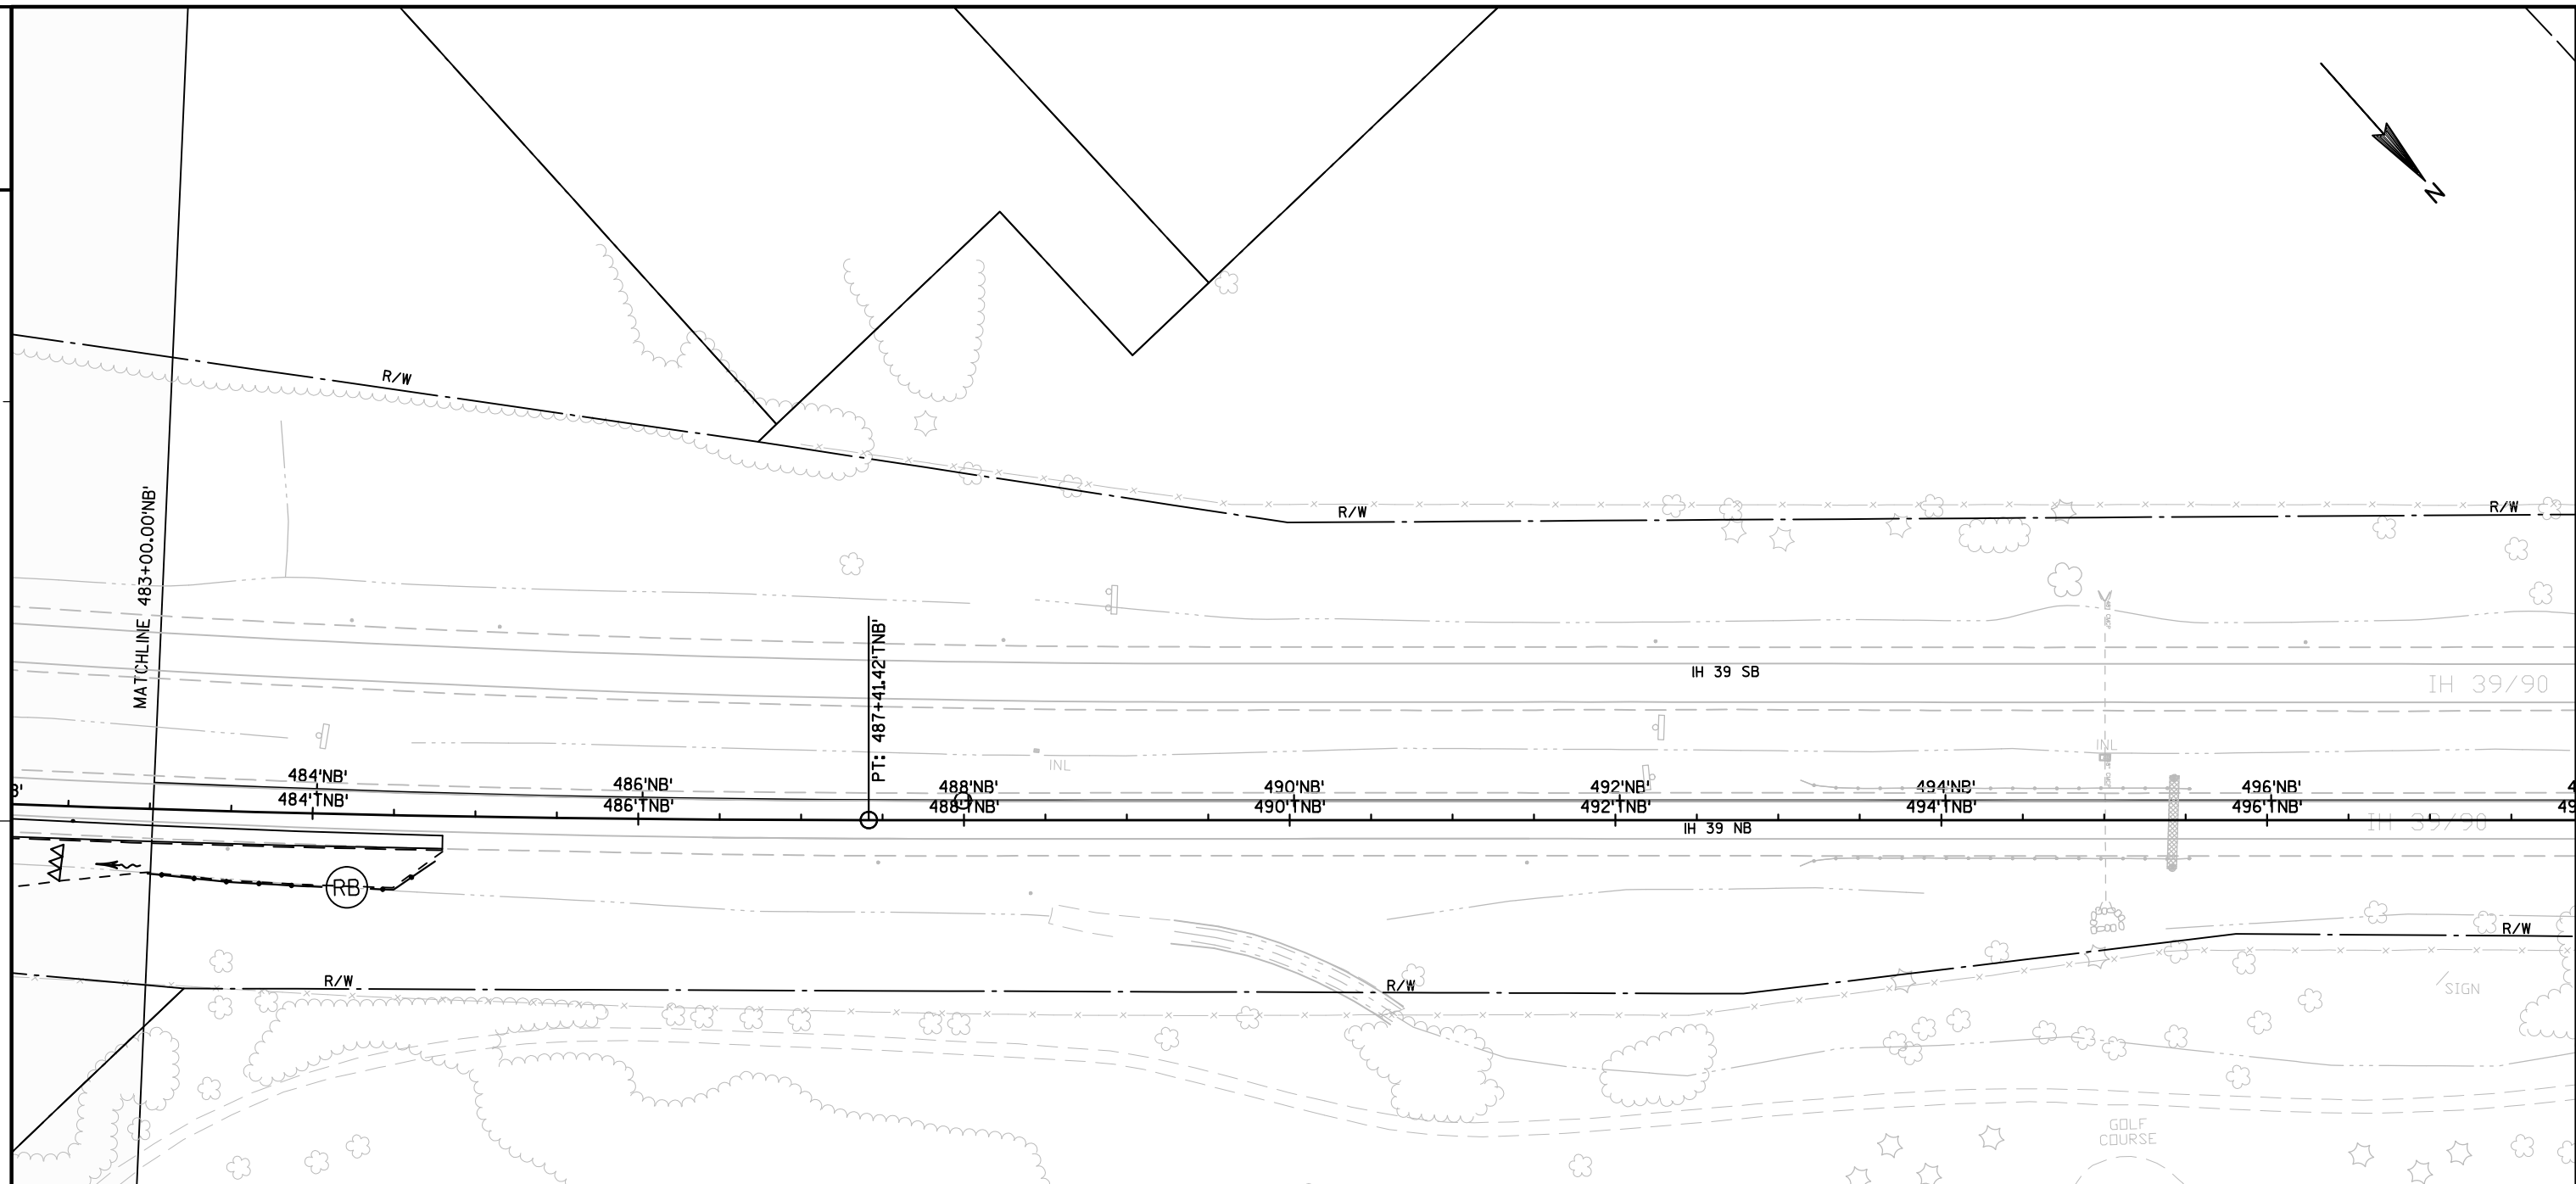 N
R/W
R/W
R/W
MATCHLINE 483+00.00'NB'
PT: 487+41.42'TNB'
IH 39 SB
IH 39/90
INL
INL
484'NB'
486'NB'
488'NB'
490'NB'
492'NB'
494'NB'
496'NB'
484'TNB'
486'TNB'
488'TNB'
490'TNB'
492'TNB'
494'TNB'
496'TNB'
IH 39 NB
IH 39/90
RB
R/W
R/W
R/W
SIGN
GOLF
COURSE